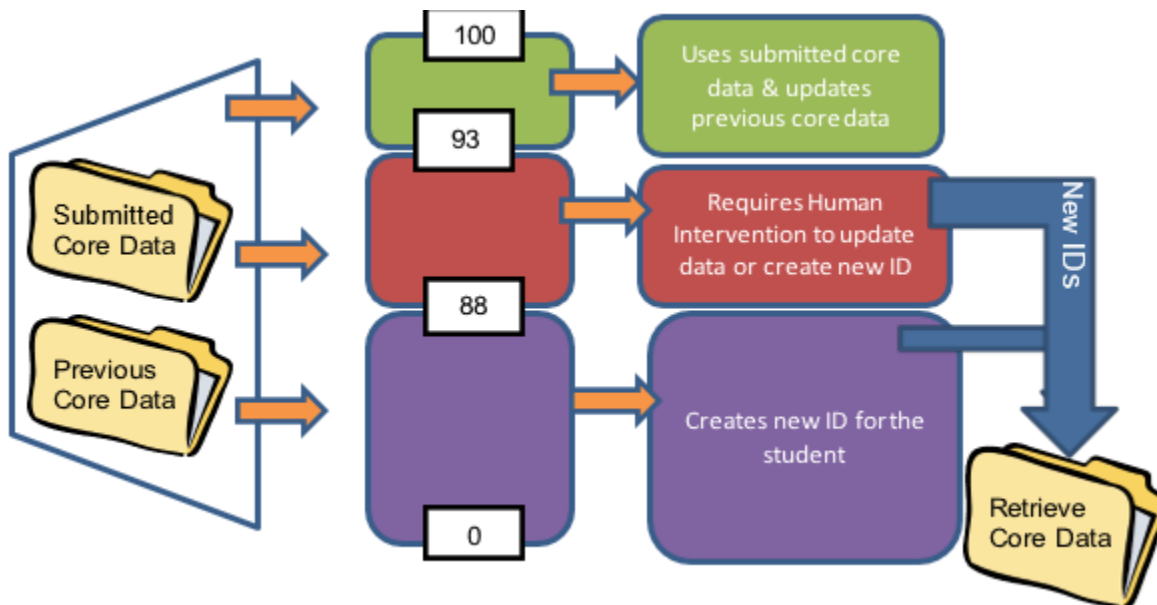 Submitted
Core Data
Previous
Core Data
100
93
88
0
Uses submitted core
data & updates
previous core data
Requires Human
Intervention to update
data or create new ID
Creates new ID for the
student
New IDs
Retrieve
Core Data